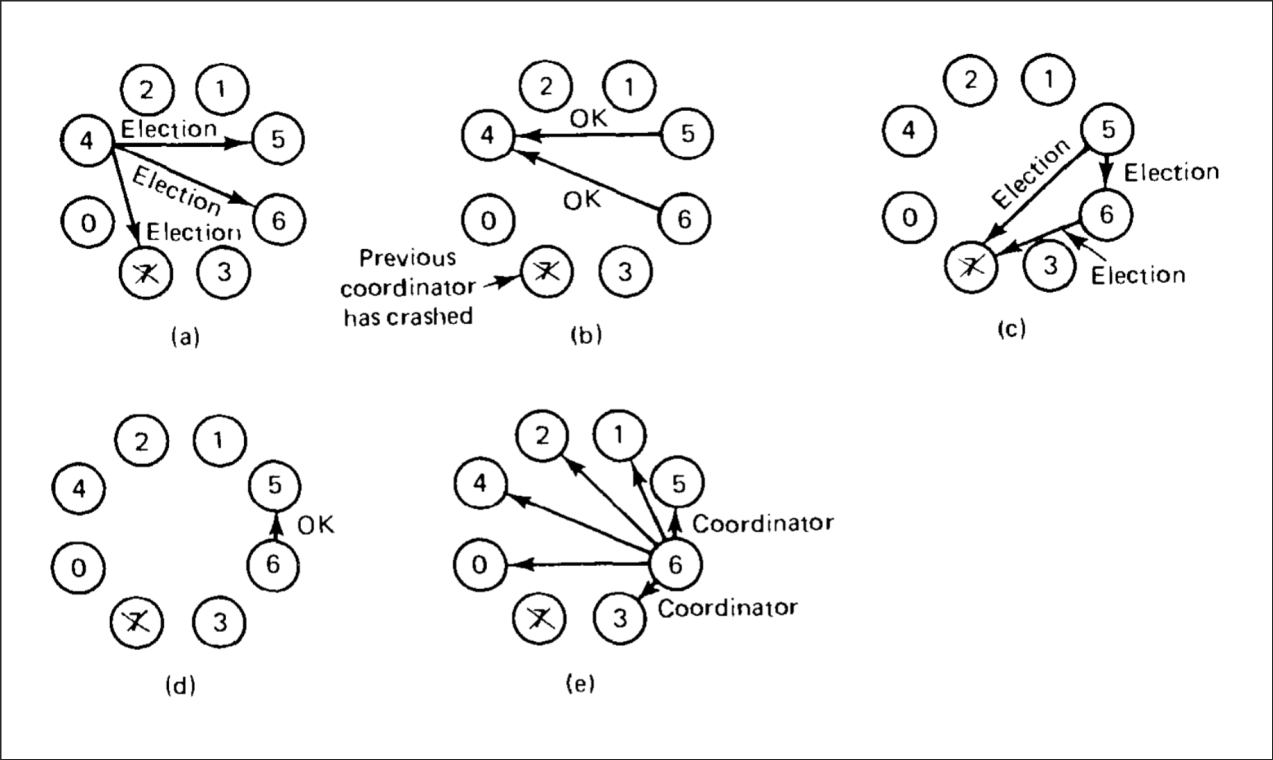 2 1
4 Election 5
Election
0 6
Election
7 3
(a)
2 1
OK
4 5
OK
0 6
Previous
coordinator
has crashed
7 3
(b)
2 1
4 5
Election
Election
0 6
7 3
Election
(c)
2 1
4 5
OK
0 6
7 3
(d)
2 1
4 5
Coordinator
0 6
Coordinator
7 3
(e)